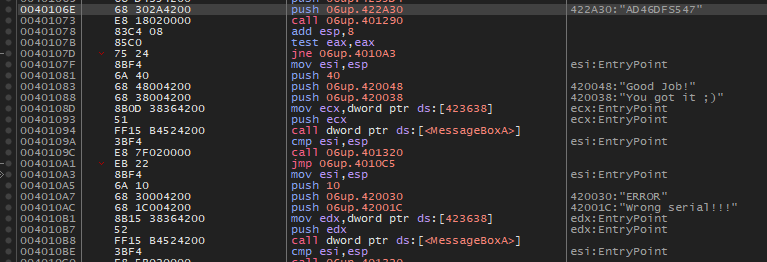 0040106E 68 302A4200 push 06up.422A30 422A30:"AD46DFS547"
00401073 E8 18020000 call 06up.401290
00401078 83C4 08 add esp,8
0040107B 85C0 test eax,eax
0040107D 75 24 jne 06up.4010A3
0040107F 8BF4 mov esi,esp esi:EntryPoint
00401081 6A 40 push 40
00401083 68 48004200 push 06up.420048 420048:"Good Job!"
00401088 68 38004200 push 06up.420038 420038:"You got it ;)"
0040108D 8B0D 38364200 mov ecx,dword ptr ds:[423638] ecx:EntryPoint
00401093 51 push ecx ecx:EntryPoint
00401094 FF15 B4524200 call dword ptr ds:[<MessageBoxA>]
0040109A 3BF4 cmp esi,esp esi:EntryPoint
0040109C E8 7F020000 call 06up.401320
004010A1 EB 22 jmp 06up.4010C5
004010A3 8BF4 mov esi,esp esi:EntryPoint
004010A5 6A 10 push 10
004010A7 68 30004200 push 06up.420030 420030:"ERROR"
004010AC 68 1C004200 push 06up.42001C 42001C:"Wrong serial!!!"
004010B1 8B15 38364200 mov edx,dword ptr ds:[423638] edx:EntryPoint
004010B7 52 push edx edx:EntryPoint
004010B8 FF15 B4524200 call dword ptr ds:[<MessageBoxA>]
004010BE 3BF4 cmp esi,esp esi:EntryPoint